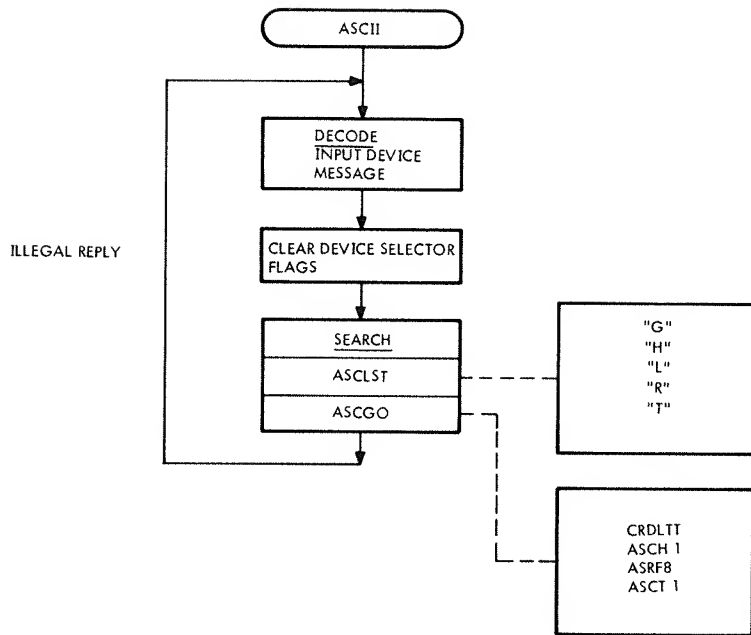 ASCII
DECODE
INPUT DEVICE
MESSAGE
ILLEGAL REPLY
CLEAR DEVICE SELECTOR
FLAGS
SEARCH
ASCLST
ASCGO
"G"
"H"
"L"
"R"
"T"
CRDLTT
ASCH 1
ASRF8
ASCT 1